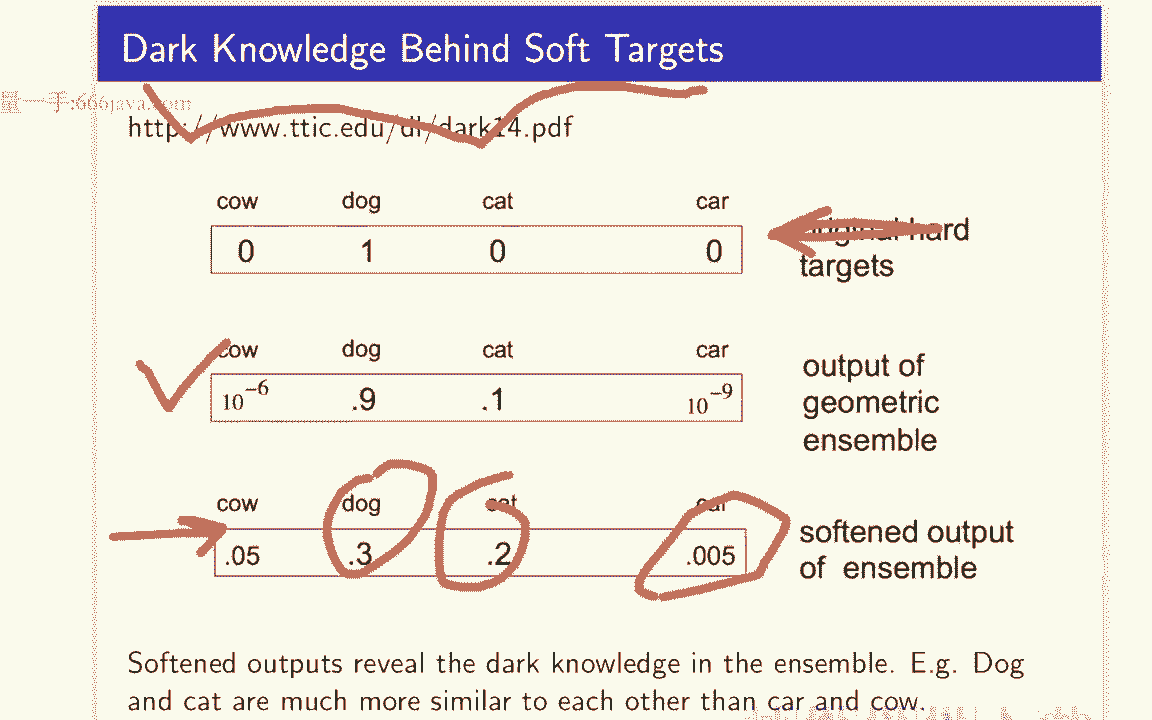 Dark Knowledge Behind Soft Targets
量一手:666java.com
http://www.ttic.edu/dl/dark14.pdf
cow dog cat car
0 1 0 0
original hard
targets
cow dog cat car
10⁻⁶ .9 .1 10⁻⁹
output of
geometric
ensemble
cow dog cat car
.05 .3 .2 .005
softened output
of ensemble
Softened outputs reveal the dark knowledge in the ensemble. E.g. Dog
and cat are much more similar to each other than car and cow.